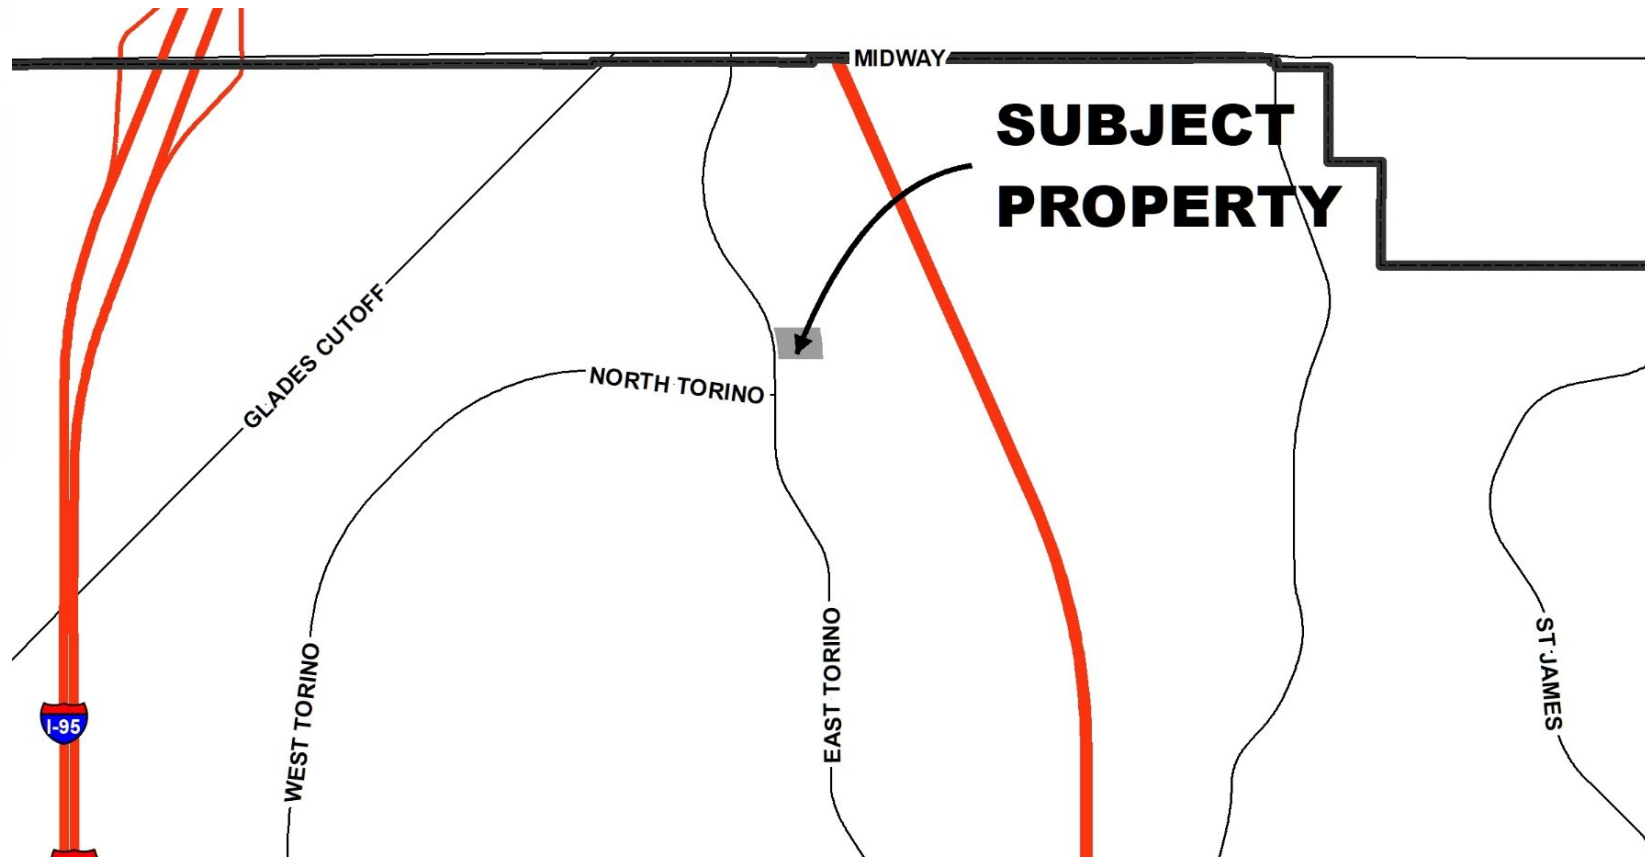 MIDWAY
SUBJECT
PROPERTY
GLADES CUTOFF
NORTH TORINO
WEST TORINO
EAST TORINO
ST JAMES
I-95